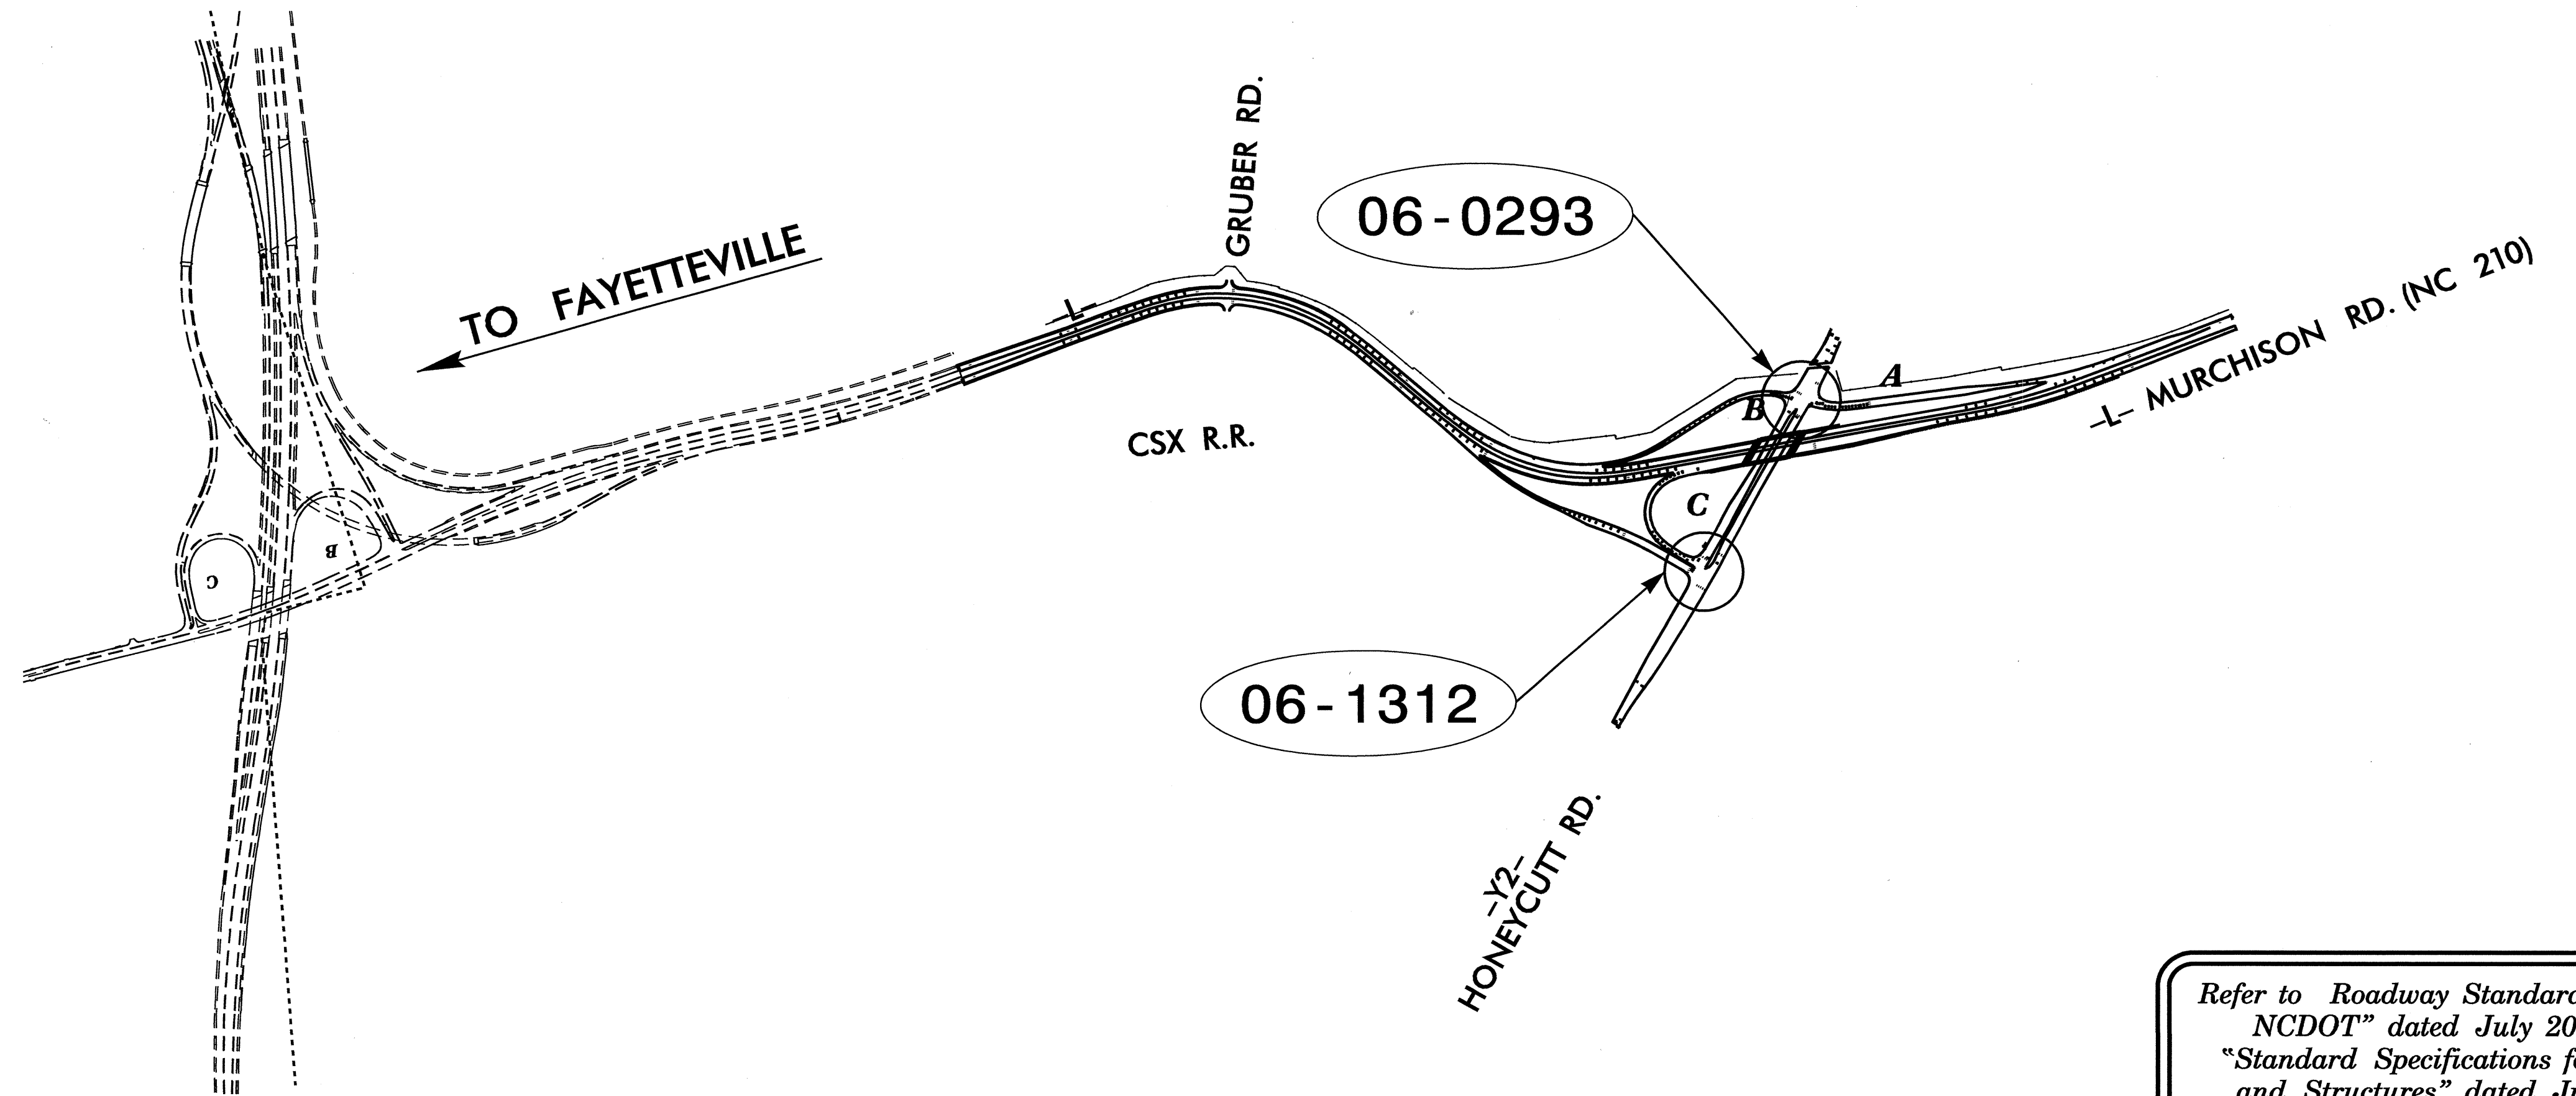 GRUBER RD.
06-0293
TO FAYETTEVILLE
-L-
-L- MURCHISON RD. (NC 210)
A
B
CSX R.R.
C
B
C
06-1312
-Y2-
HONEYCUTT RD.
Refer to Roadway Standard
NCDOT" dated July 20
"Standard Specifications f
and Structures" dated Ju